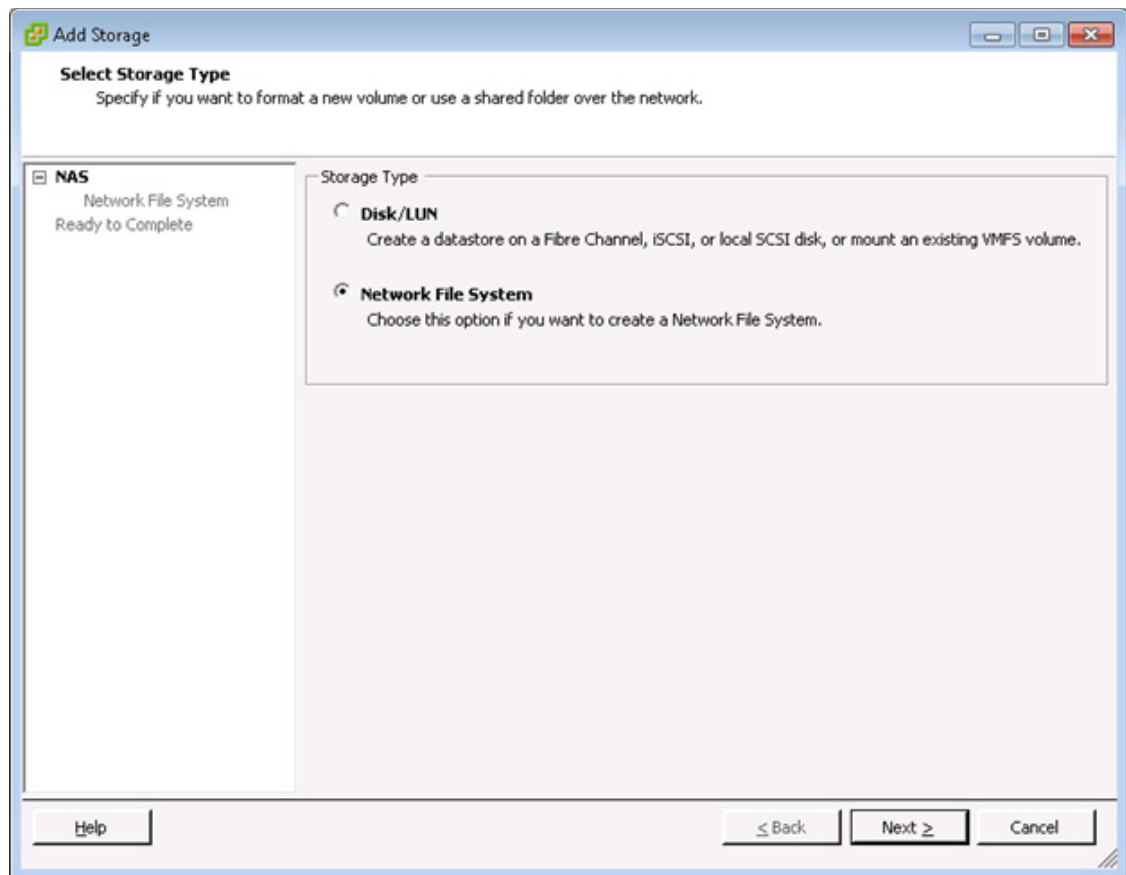 Add Storage
Select Storage Type
Specify if you want to format a new volume or use a shared folder over the network.
NAS
Network File System
Ready to Complete
Storage Type
Disk/LUN
Create a datastore on a Fibre Channel, iSCSI, or local SCSI disk, or mount an existing VMFS volume.
Network File System
Choose this option if you want to create a Network File System.
Help
< Back
Next >
Cancel